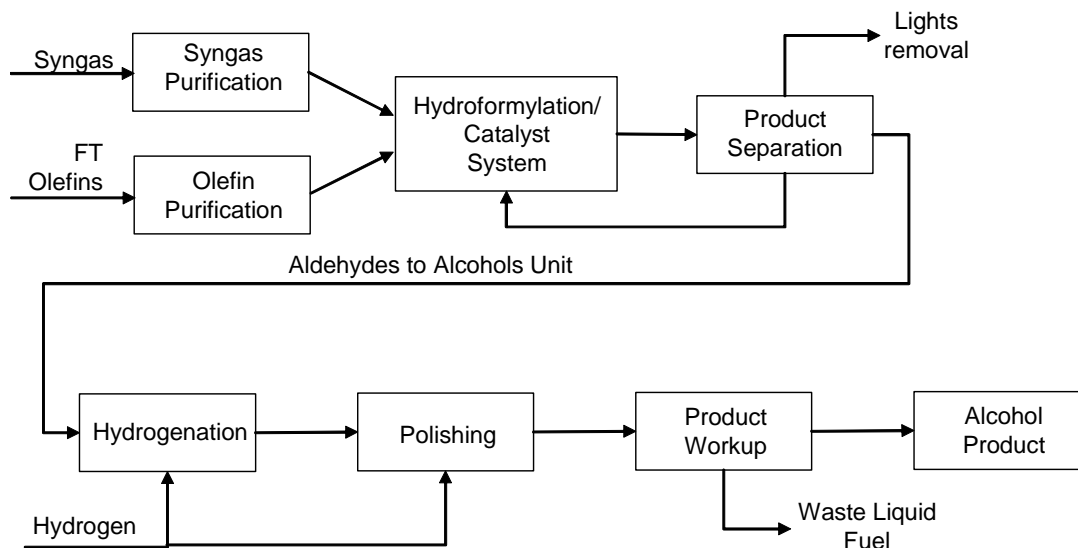 Lights
removal
Syngas
Syngas
Purification
Hydroformylation/
Catalyst
System
Product
Separation
FT
Olefins
Olefin
Purification
Aldehydes to Alcohols Unit
Hydrogenation
Polishing
Product
Workup
Alcohol
Product
Hydrogen
Waste Liquid
Fuel